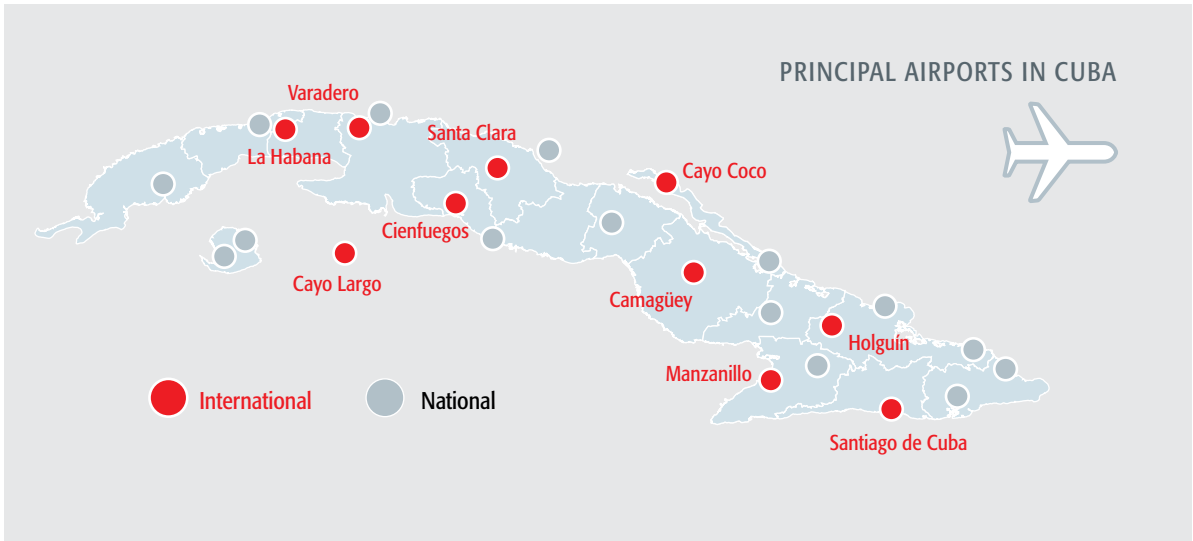 PRINCIPAL AIRPORTS IN CUBA
Varadero
Santa Clara
La Habana
Cayo Coco
Cienfuegos
Cayo Largo
Camagüey
Holguín
Manzanillo
International
National
Santiago de Cuba